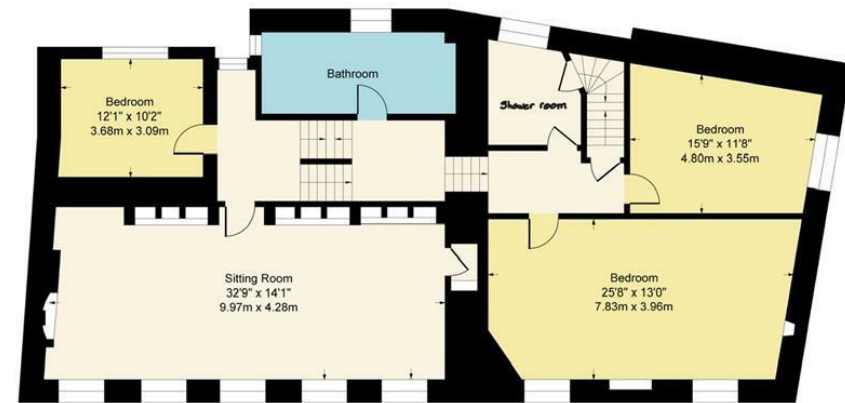 Bathroom
Bedroom
12'1" x 10'2"
3.68m x 3.09m
Shower room
Bedroom
15'9" x 11'8"
4.80m x 3.55m
Sitting Room
32'9" x 14'1"
9.97m x 4.28m
Bedroom
25'8" x 13'0"
7.83m x 3.96m